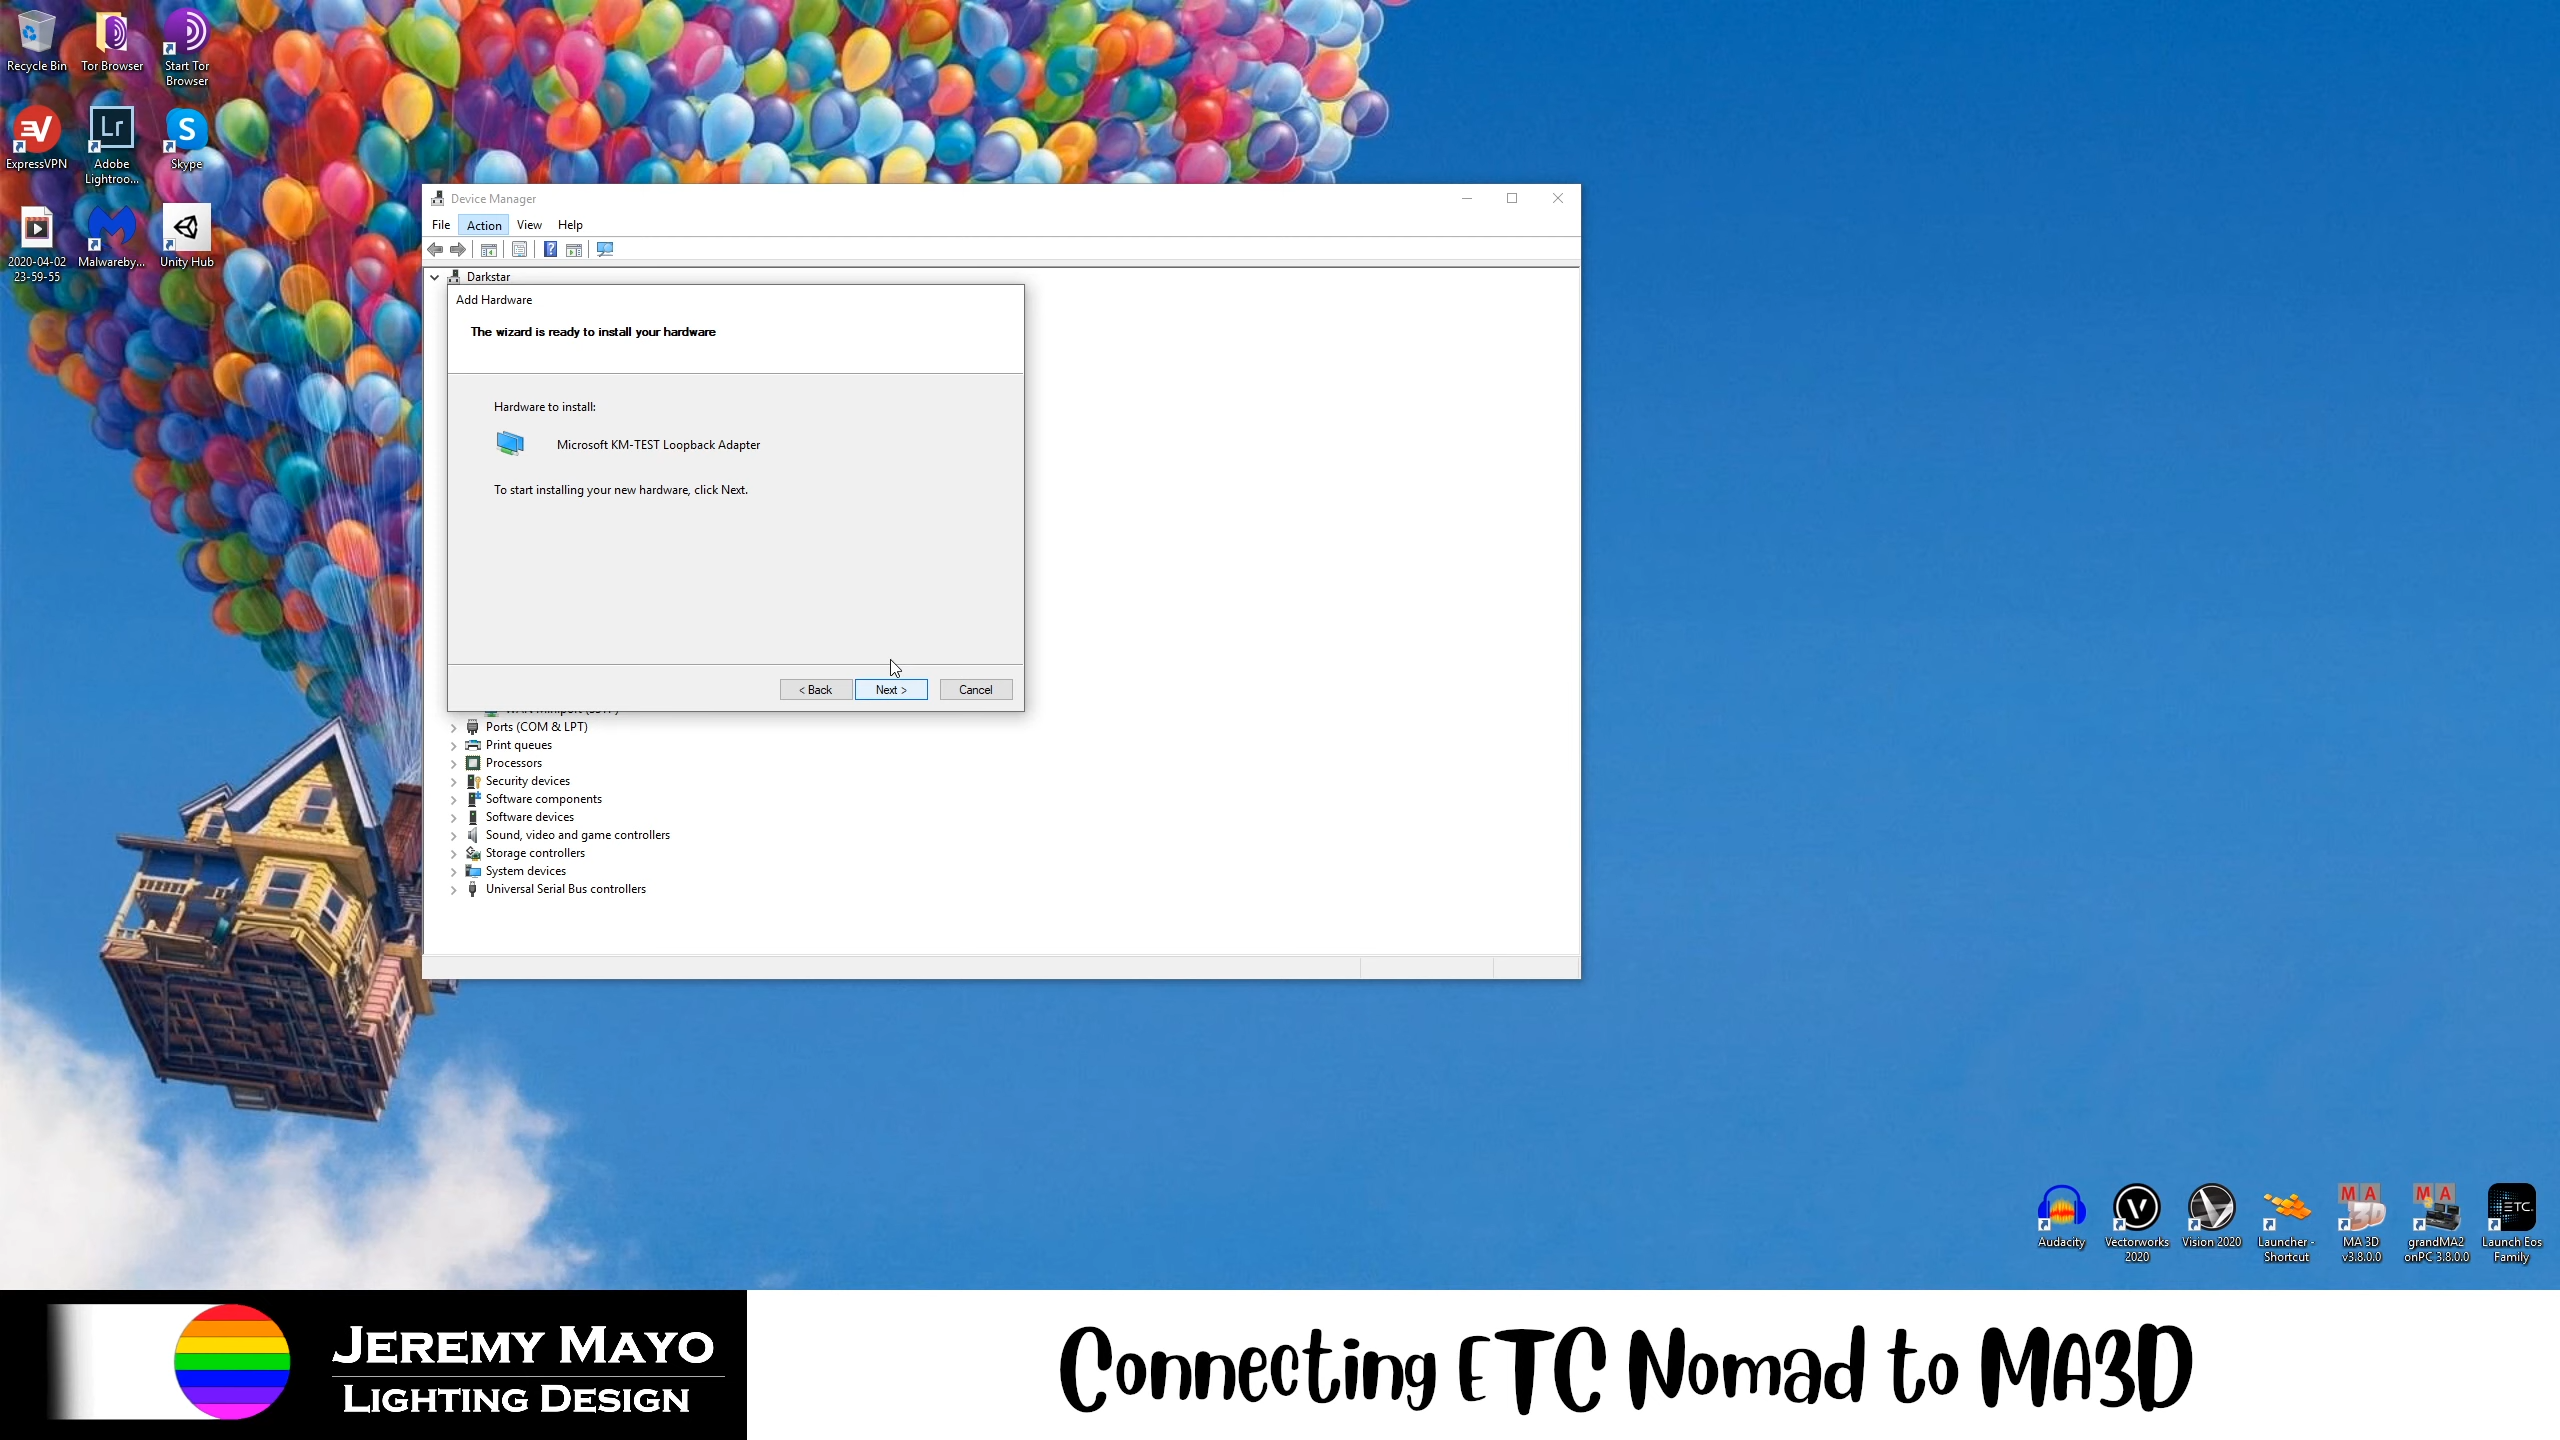 Recycle Bin
Tor Browser
Start Tor
Browser
ExpressVPN
Adobe
Lightroo...
Skype
2020-04-02
23-59-55
Malwareby...
Unity Hub
Device Manager
File Action View Help
Darkstar
Add Hardware
The wizard is ready to install your hardware
Hardware to install:
Microsoft KM-TEST Loopback Adapter
To start installing your new hardware, click Next.
< Back
Next >
Cancel
Ports (COM & LPT)
Print queues
Processors
Security devices
Software components
Software devices
Sound, video and game controllers
Storage controllers
System devices
Universal Serial Bus controllers
Audacity
Vectorworks
2020
Vision 2020
Launcher -
Shortcut
MA 3D
v3.8.0.0
grandMA2
onPC 3.8.0.0
Launch Eos
Family
JEREMY MAYO
LIGHTING DESIGN
Connecting ETC Nomad to MA3D